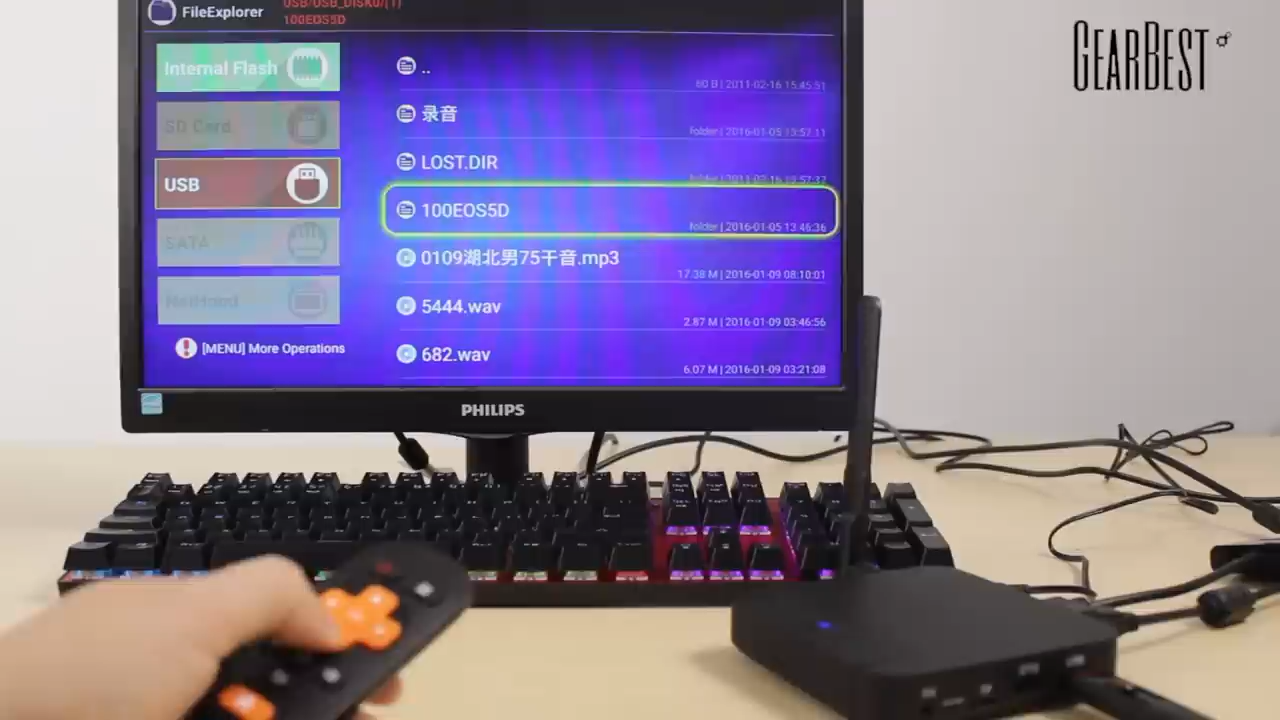 FileExplorer
USB/USB_DISK0/(1)
100EOS5D
GEARBEST
Internal Flash
SD Card
USB
SATA
[MENU] More Operations
..
60 B | 2011-02-16 15:45:51
录音
folder | 2016-01-05 13:57:11
LOST.DIR
100EOS5D
folder | 2016-01-05 13:46:36
0109湖北男75干音.mp3
17.38 M | 2016-01-09 08:10:01
5444.wav
2.87 M | 2016-01-09 03:46:56
682.wav
6.07 M | 2016-01-09 03:21:08
PHILIPS